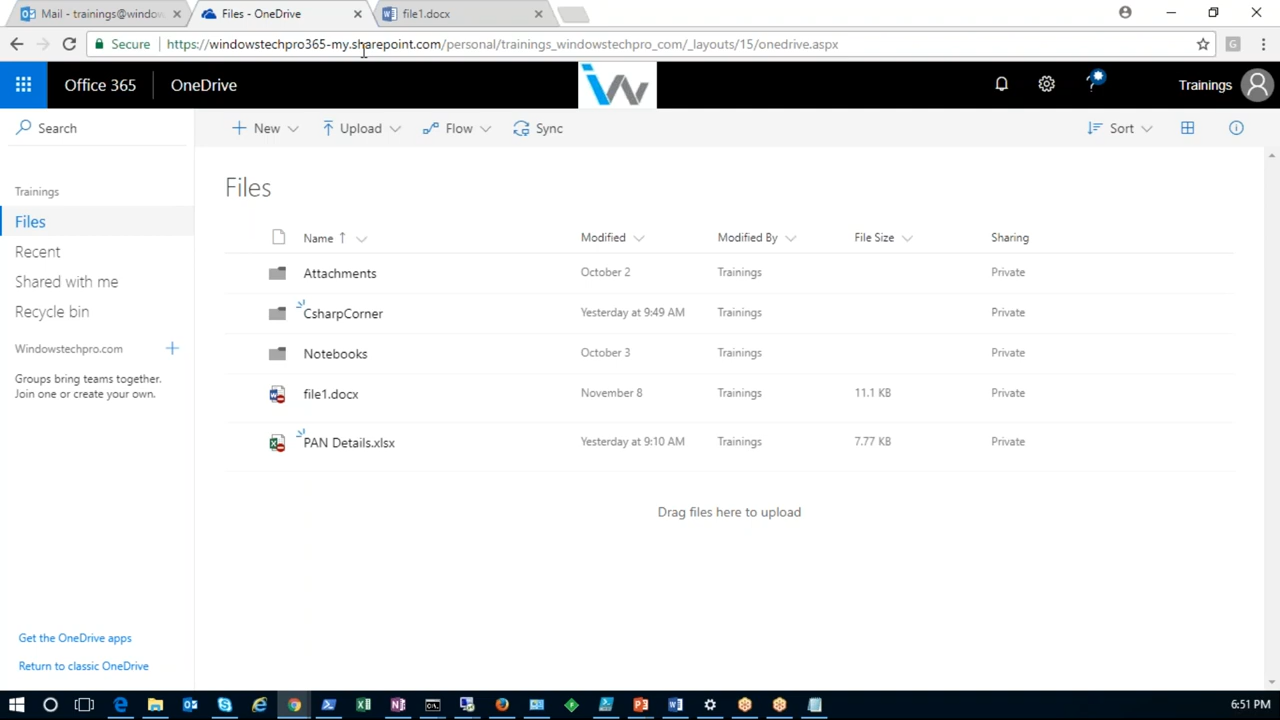 Mail - trainings@window
Files - OneDrive
file1.docx
Secure
https://windowstechpro365-my.sharepoint.com/personal/trainings_windowstechpro_com/_layouts/15/onedrive.aspx
Office 365
OneDrive
Trainings
Search
New
Upload
Flow
Sync
Sort
Trainings
Files
Recent
Shared with me
Recycle bin
Windowstechpro.com
Groups bring teams together.
Join one or create your own.
Get the OneDrive apps
Return to classic OneDrive
Files
Name Modified Modified By File Size Sharing
Attachments October 2 Trainings Private
CsharpCorner Yesterday at 9:49 AM Trainings Private
Notebooks October 3 Trainings Private
file1.docx November 8 Trainings 11.1 KB Private
PAN Details.xlsx Yesterday at 9:10 AM Trainings 7.77 KB Private
Drag files here to upload
6:51 PM